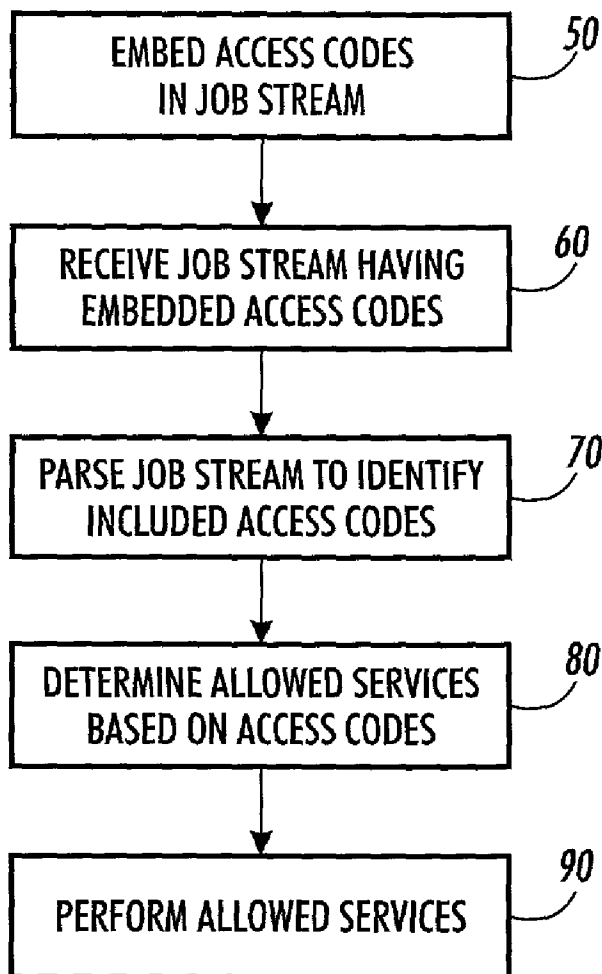 EMBED ACCESS CODES
IN JOB STREAM
50
RECEIVE JOB STREAM HAVING
EMBEDDED ACCESS CODES
60
PARSE JOB STREAM TO IDENTIFY
INCLUDED ACCESS CODES
70
DETERMINE ALLOWED SERVICES
BASED ON ACCESS CODES
80
PERFORM ALLOWED SERVICES
90